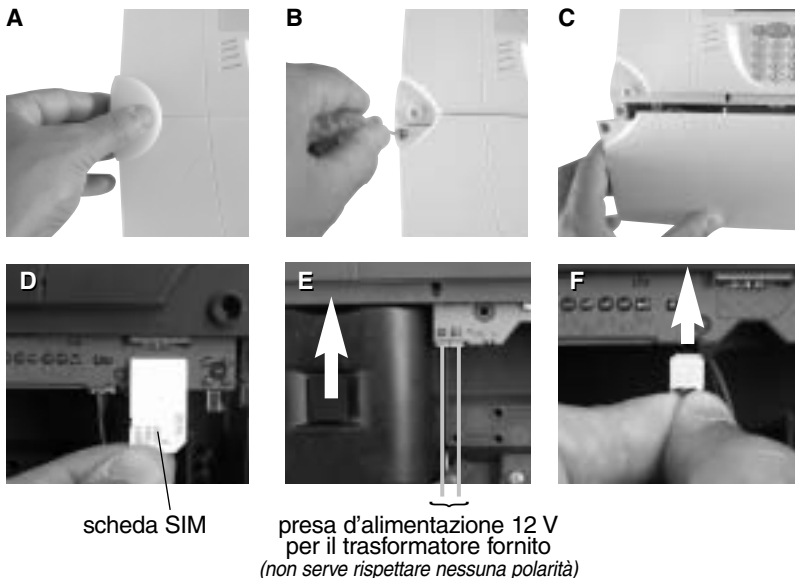 A
B
C
D
E
F
scheda SIM
presa d'alimentazione 12 V
per il trasformatore fornito
(non serve rispettare nessuna polarità)